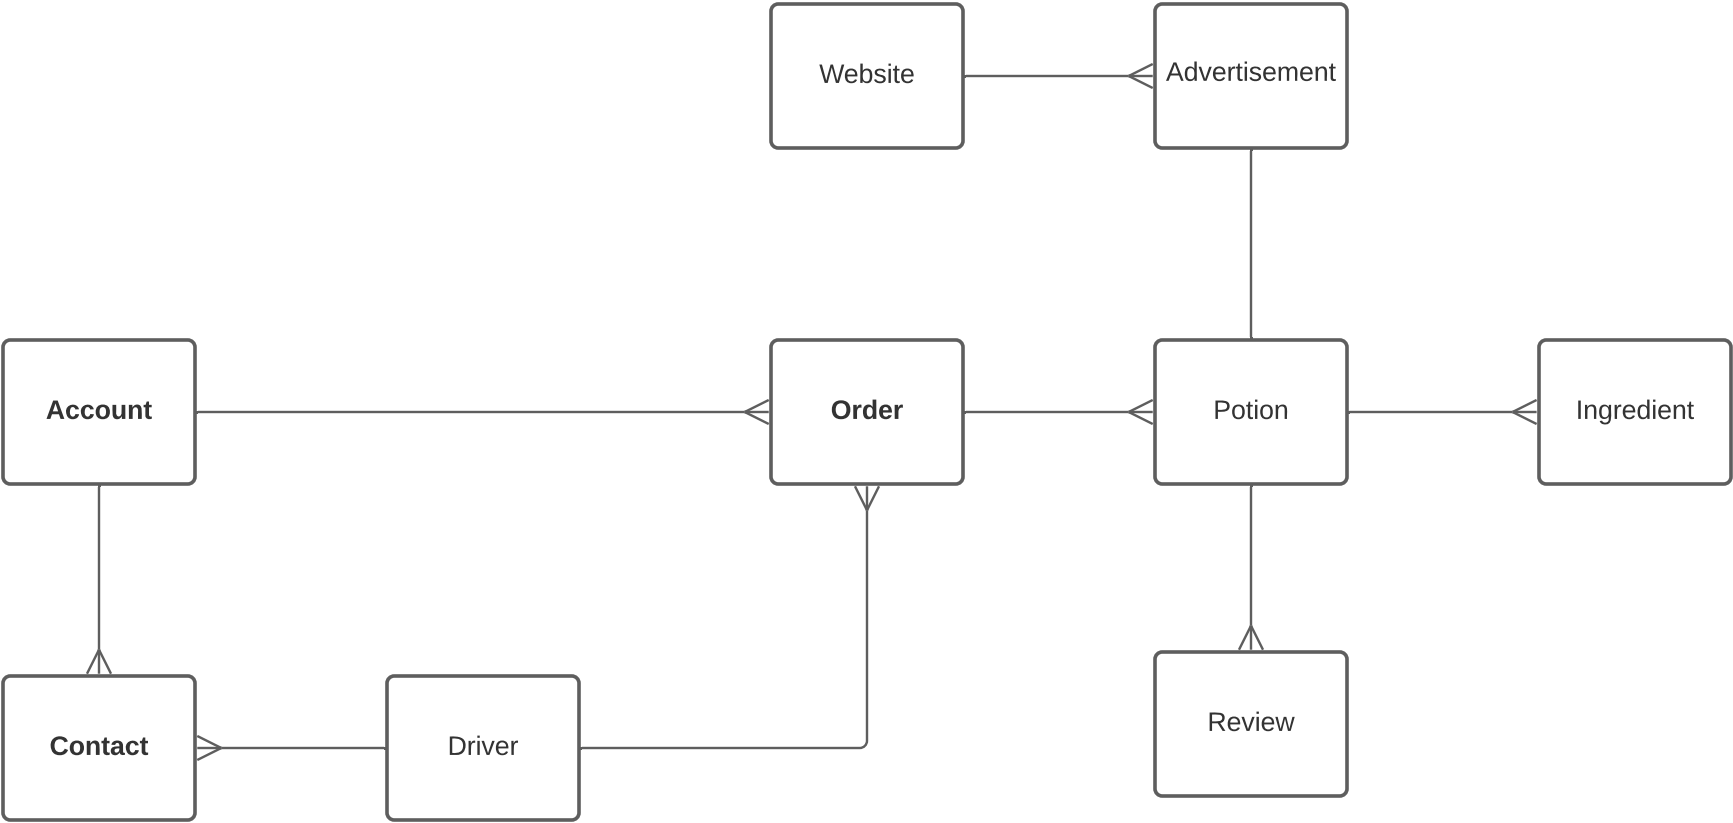 Website
Advertisement
Account
Order
Potion
Ingredient
Contact
Driver
Review